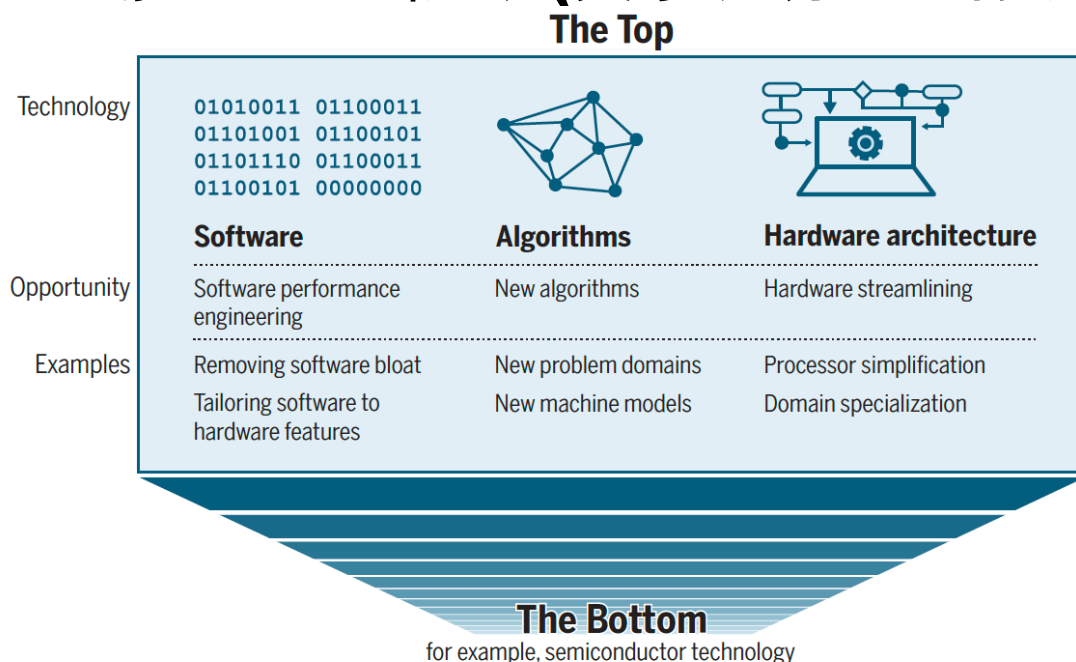 The Top
Technology
01010011 01100011
01101001 01100101
01101110 01100011
01100101 00000000
Software
Algorithms
Hardware architecture
Opportunity
Software performance
engineering
New algorithms
Hardware streamlining
Examples
Removing software bloat
New problem domains
Processor simplification
Tailoring software to
hardware features
New machine models
Domain specialization
The Bottom
for example, semiconductor technology